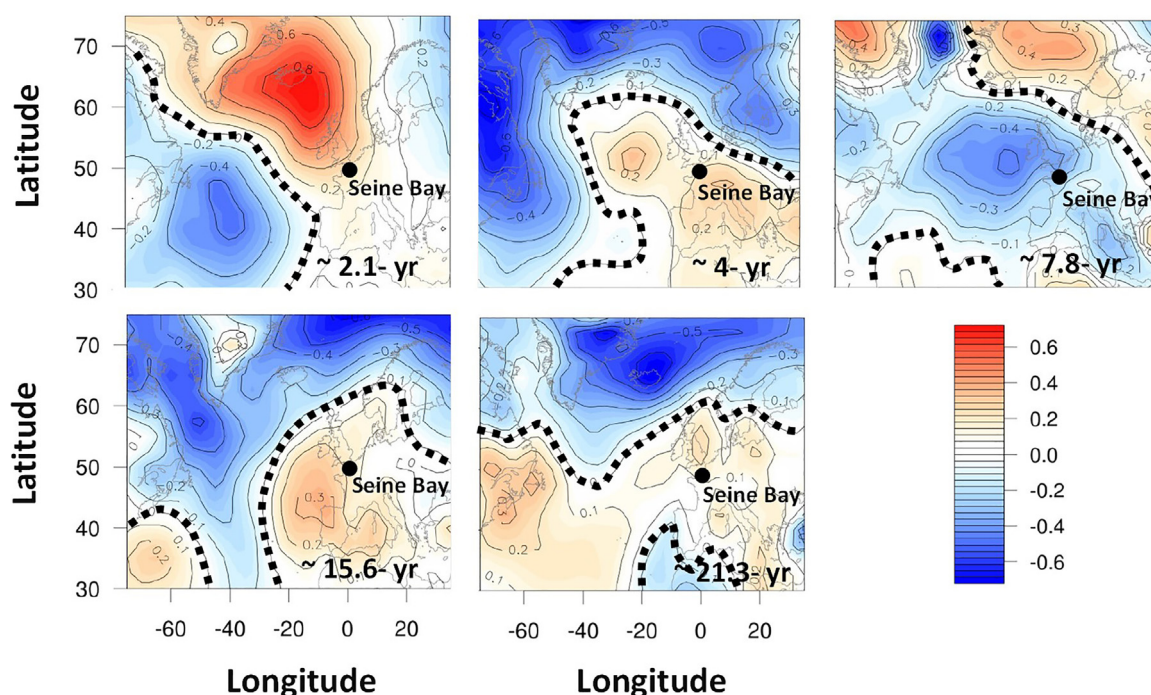 70
60
50
40
30
Latitude
Seine Bay
~ 2.1- yr
Seine Bay
~ 4- yr
Seine Bay
~ 7.8- yr
70
60
50
40
30
Latitude
Seine Bay
~ 15.6- yr
Seine Bay
~ 21.3- yr
0.6
0.4
0.2
0.0
-0.2
-0.4
-0.6
-60 -40 -20 0 20
-60 -40 -20 0 20
Longitude
Longitude